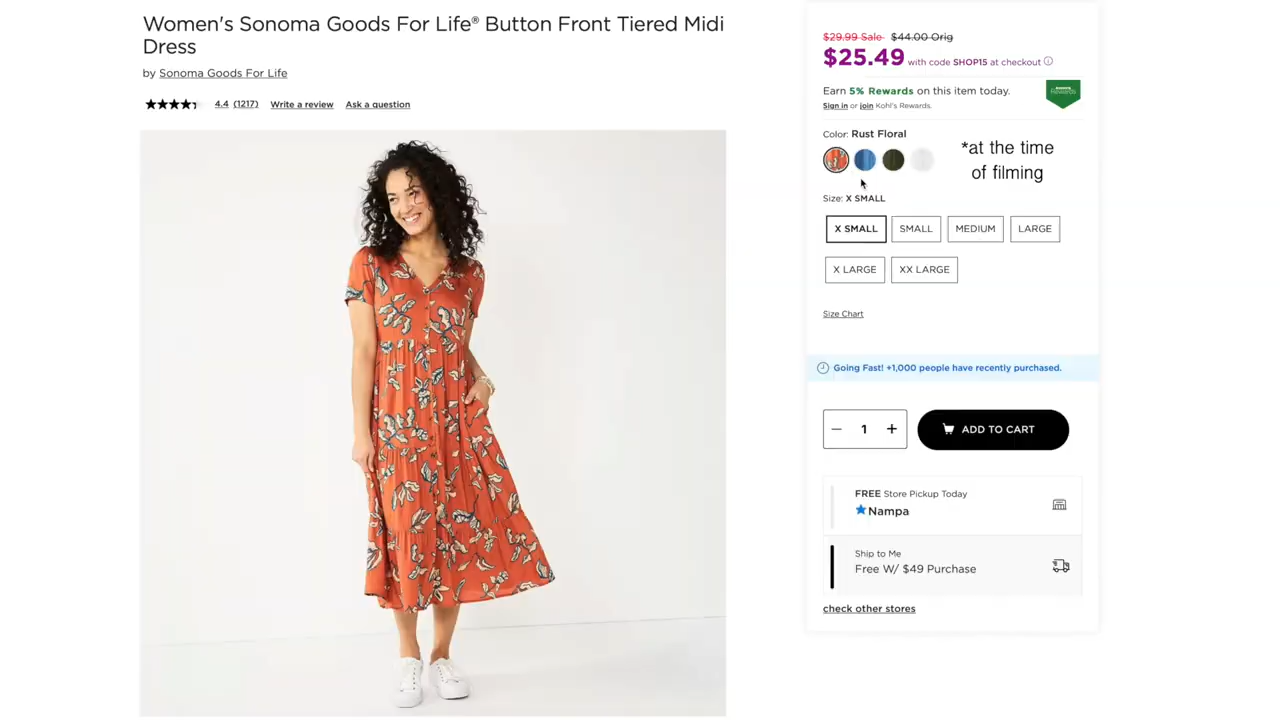 Women's Sonoma Goods For Life® Button Front Tiered Midi
Dress
by Sonoma Goods For Life
4.4 (1217) Write a review Ask a question
$29.99 Sale $44.00 Orig
$25.49 with code SHOP15 at checkout
Earn 5% Rewards on this item today.
Sign in or join Kohl's Rewards.
Color: Rust Floral
*at the time
of filming
Size: X SMALL
X SMALL SMALL MEDIUM LARGE
X LARGE XX LARGE
Size Chart
Going Fast! +1,000 people have recently purchased.
1 ADD TO CART
FREE Store Pickup Today
Nampa
Ship to Me
Free W/ $49 Purchase
check other stores